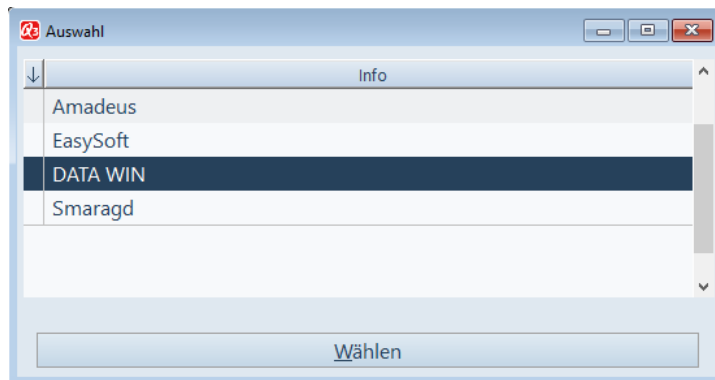 Auswahl
Info
Amadeus
EasySoft
DATA WIN
Smaragd
Wählen